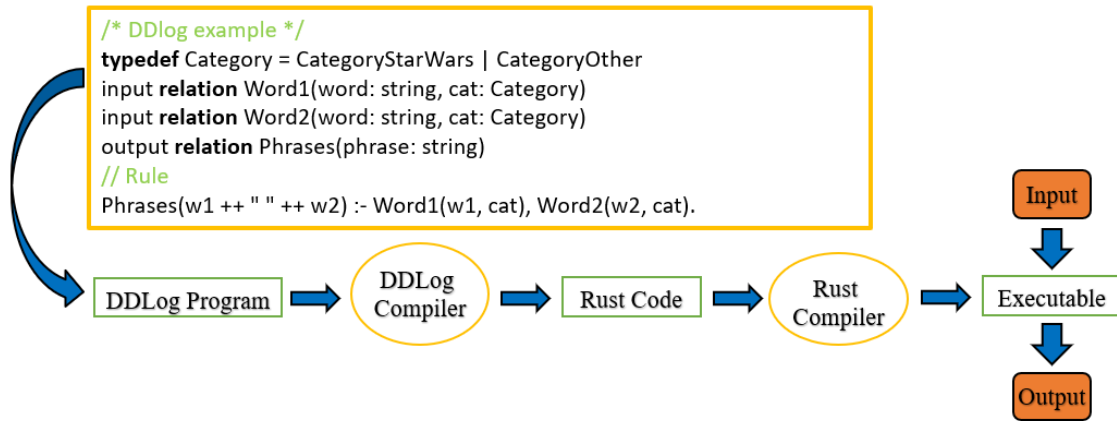 /* DDlog example */
typedef Category = CategoryStarWars | CategoryOther
input relation Word1(word: string, cat: Category)
input relation Word2(word: string, cat: Category)
output relation Phrases(phrase: string)
// Rule
Phrases(w1 ++ " " ++ w2) :- Word1(w1, cat), Word2(w2, cat).
Input
DDLog Program
DDLog
Compiler
Rust Code
Rust
Compiler
Executable
Output